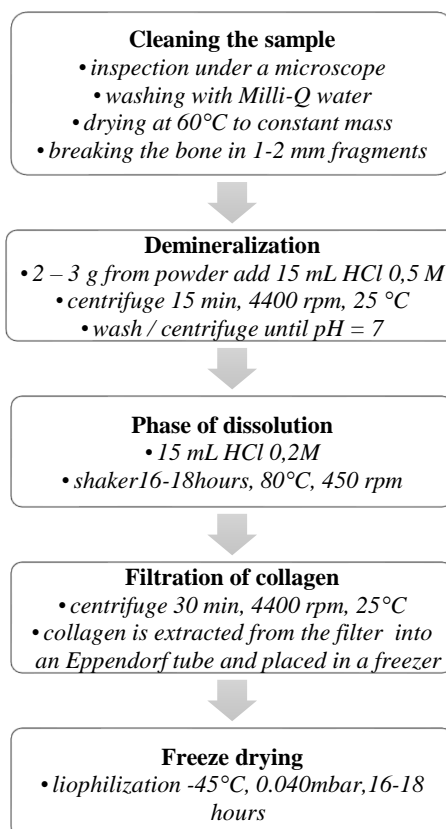 Cleaning the sample
•inspection under a microscope
•washing with Milli-Q water
•drying at 60°C to constant mass
•breaking the bone in 1-2 mm fragments
Demineralization
•2 – 3 g from powder add 15 mL HCl 0,5 M
•centrifuge 15 min, 4400 rpm, 25 °C
•wash / centrifuge until pH = 7
Phase of dissolution
•15 mL HCl 0,2M
•shaker16-18hours, 80°C, 450 rpm
Filtration of collagen
•centrifuge 30 min, 4400 rpm, 25°C
•collagen is extracted from the filter into
an Eppendorf tube and placed in a freezer
Freeze drying
•liophilization -45°C, 0.040mbar,16-18
hours